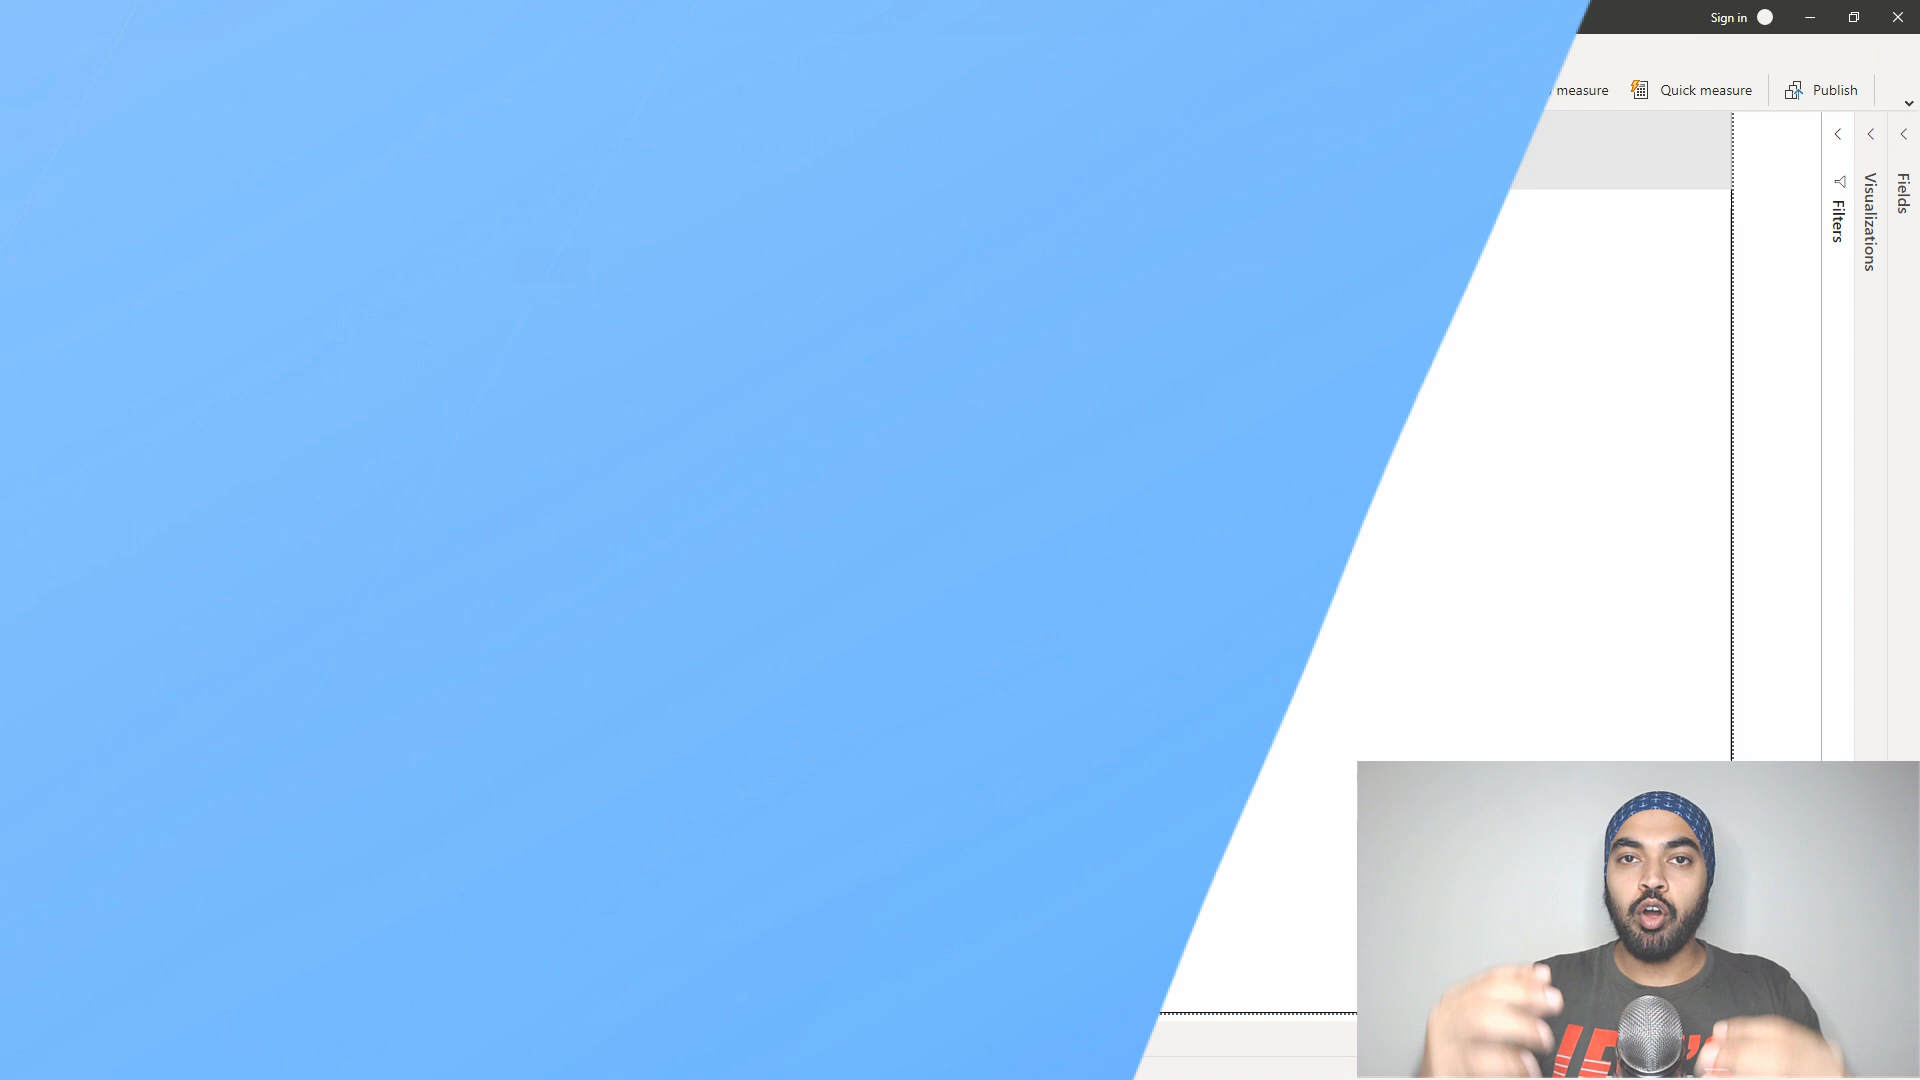 Sign in
measure
Quick measure
Publish
Filters
Visualizations
Fields